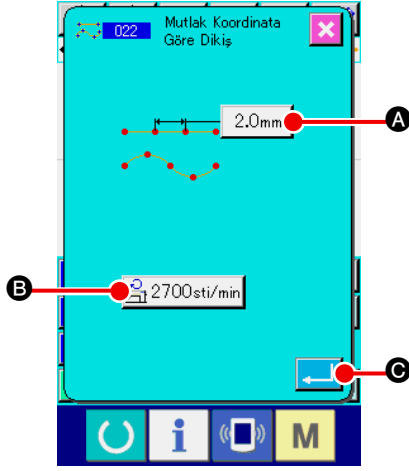 022
Mutlak Koordinata
Göre Dikiş
2.0mm
A
B
2700sti/min
C
i
M